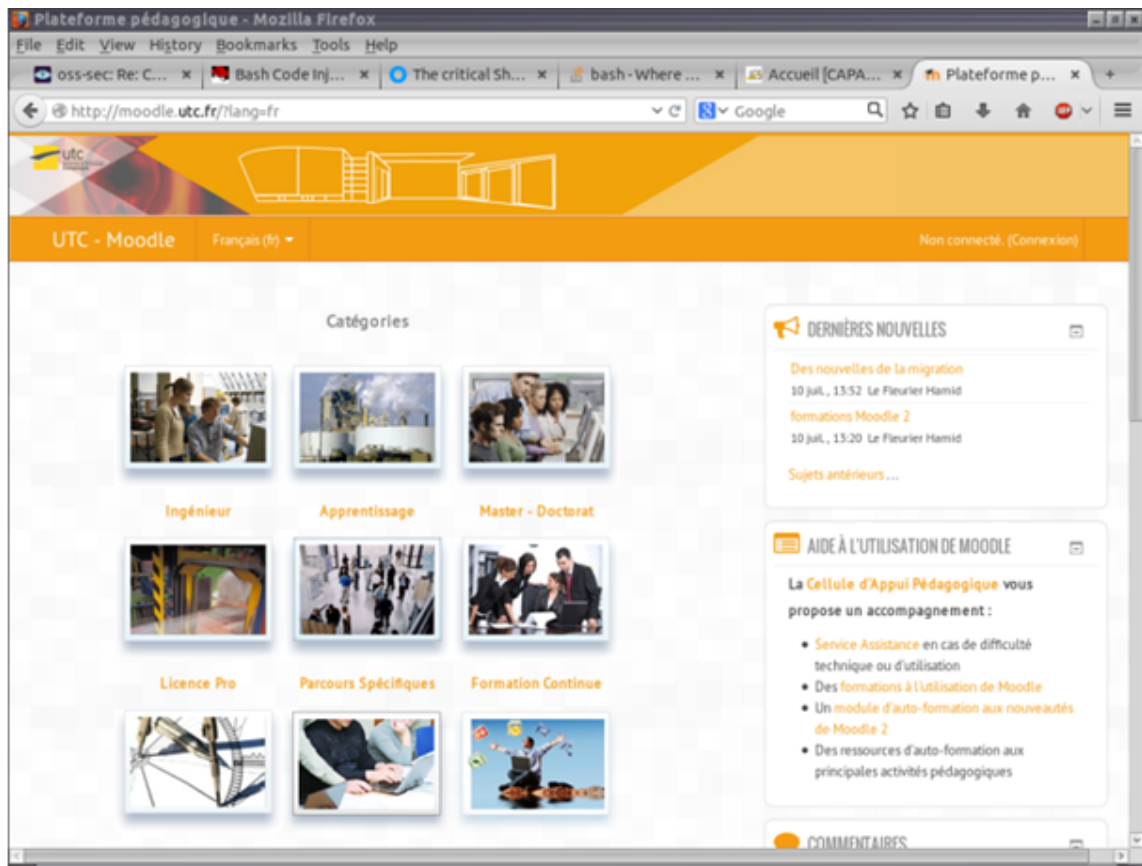 Plateforme pédagogique - Mozilla Firefox
File Edit View History Bookmarks Tools Help
oss-sec: Re: C... × Bash Code Inj... × The critical Sh... × bash - Where ... × Accueil [CAPA... × Plateforme p... × +
http://moodle.utc.fr/?lang=fr Google
utc
UTC - Moodle Français (fr) Non connecté. (Connexion)
Catégories
Ingénieur Apprentissage Master - Doctorat
Licence Pro Parcours Spécifiques Formation Continue
DERNIÈRES NOUVELLES
Des nouvelles de la migration
10 juil., 13:52 Le Fleurier Hamid
formations Moodle 2
10 juil., 13:20 Le Fleurier Hamid
Sujets antérieurs ...
AIDE À L'UTILISATION DE MOODLE
La Cellule d'Appui Pédagogique vous
propose un accompagnement :
• Service Assistance en cas de difficulté
technique ou d'utilisation
• Des formations à l'utilisation de Moodle
• Un module d'auto-formation aux nouveautés
de Moodle 2
• Des ressources d'auto-formation aux
principales activités pédagogiques
COMMENTAIRES